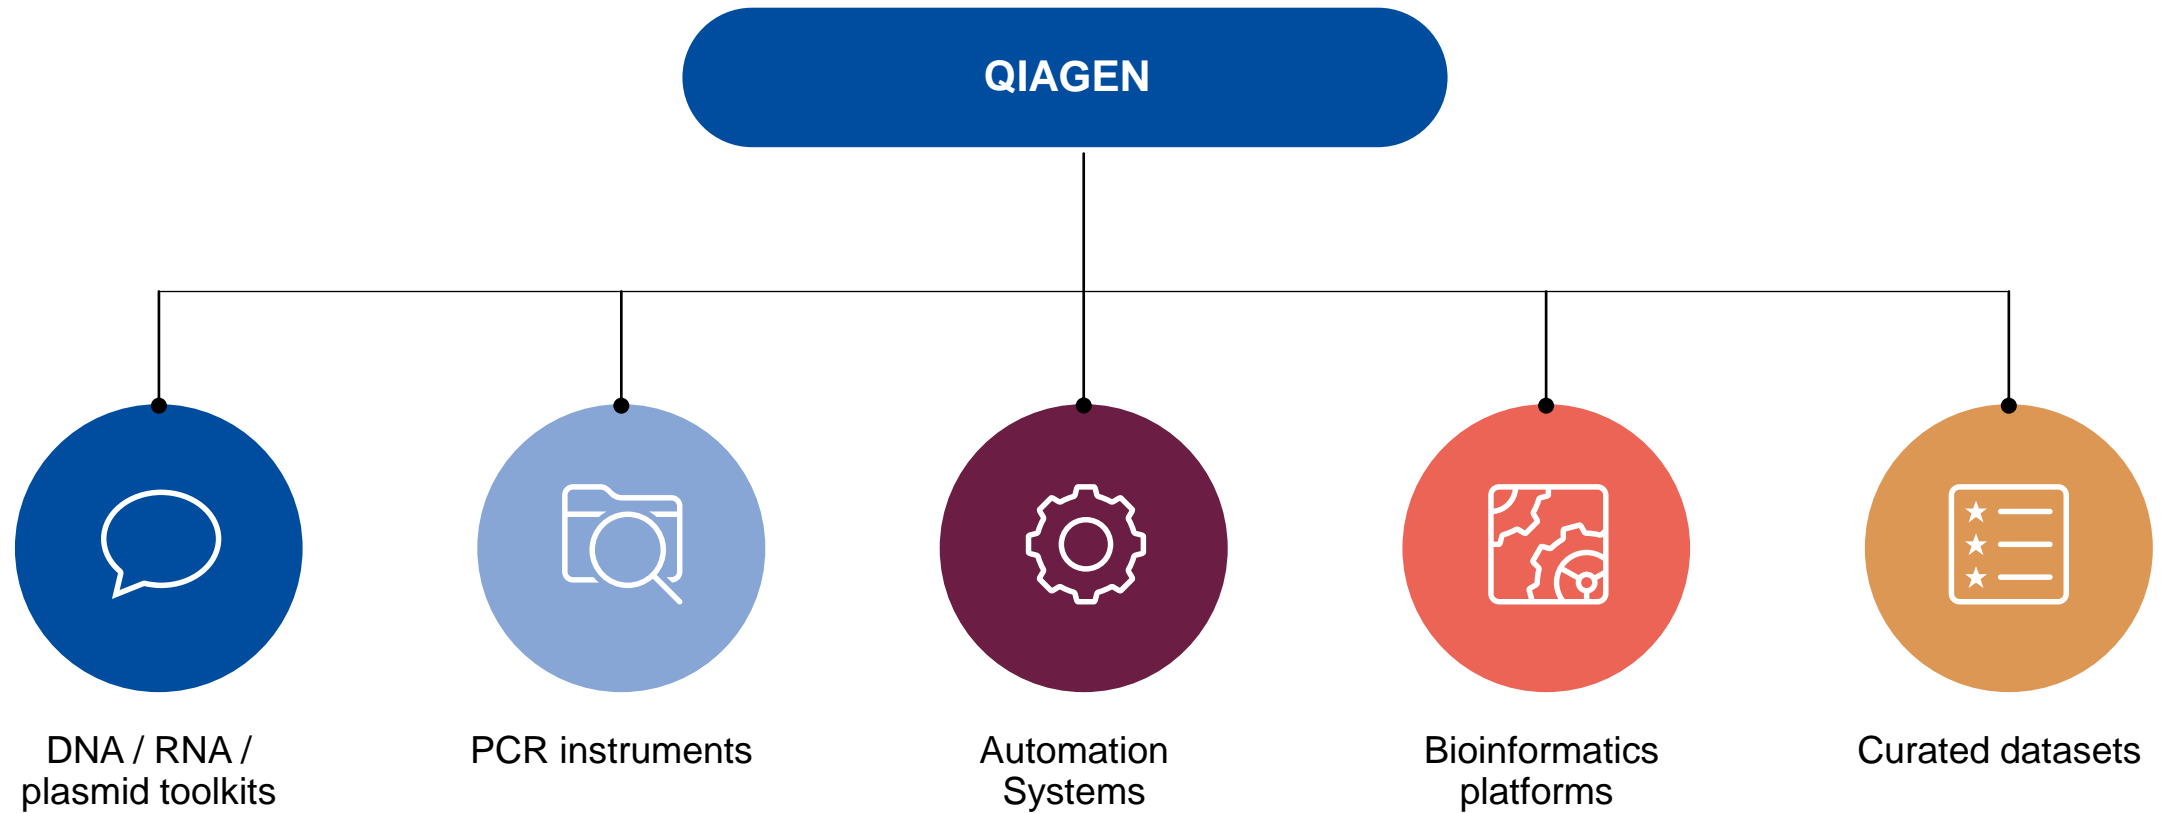 QIAGEN
DNA / RNA /
plasmid toolkits
PCR instruments
Automation
Systems
Bioinformatics
platforms
Curated datasets